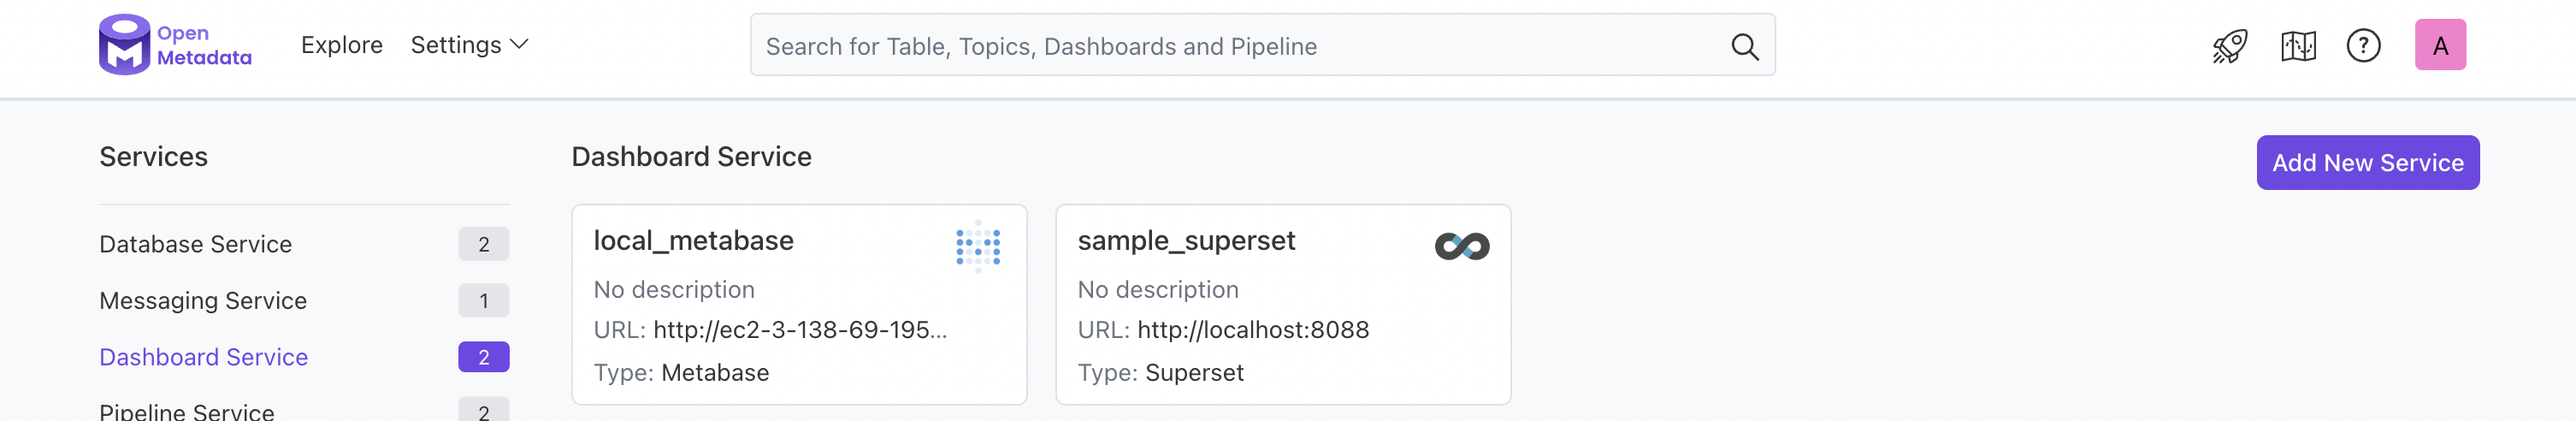 Open
Metadata
Explore
Settings
Search for Table, Topics, Dashboards and Pipeline
?
A
Services
Database Service 2
Messaging Service 1
Dashboard Service 2
Pipeline Service 2
Dashboard Service
Add New Service
local_metabase
No description
URL: http://ec2-3-138-69-195...
Type: Metabase
sample_superset
No description
URL: http://localhost:8088
Type: Superset